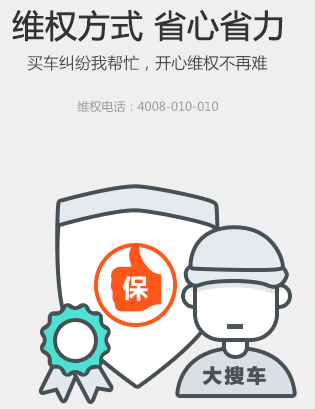 维权方式 省心省力
买车纠纷我帮忙，开心维权不再难
维权电话：4008-010-010
保
大搜车